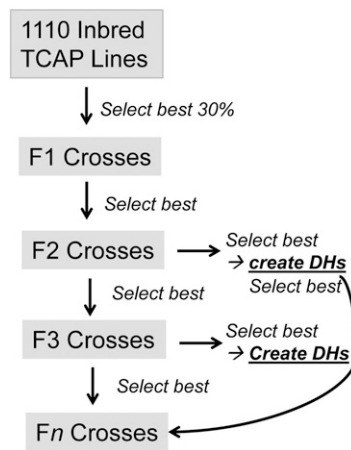 1110 Inbred
TCAP Lines
Select best 30%
F1 Crosses
Select best
F2 Crosses
Select best
→ create DHs
Select best
Select best
F3 Crosses
Select best
→ Create DHs
Select best
Fn Crosses